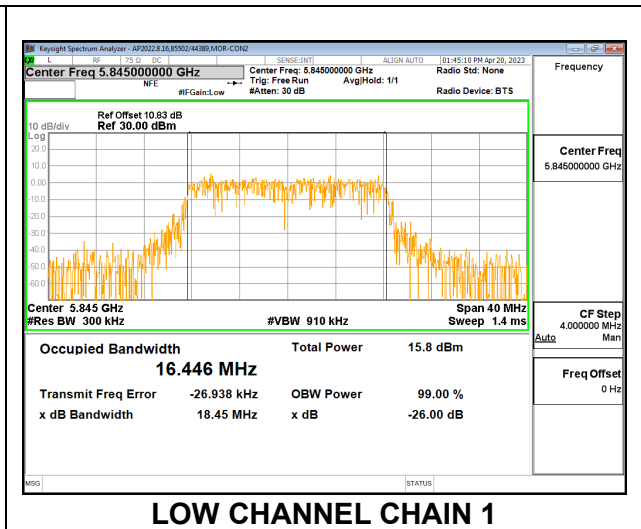 Keysight Spectrum Analyzer - AP2022.8.16,85502/44389,MOR-CON2
L RF 75 Ω DC SENSE:INT ALIGN AUTO 01:45:10 PM Apr 20, 2023
Center Freq 5.845000000 GHz
NFE
#IFGain:Low
Center Freq: 5.845000000 GHz
Trig: Free Run Avg|Hold: 1/1
#Atten: 30 dB
Radio Std: None
Radio Device: BTS
Frequency
Ref Offset 10.83 dB
10 dB/div Ref 30.00 dBm
Log
20.0
10.0
0.00
-10.0
-20.0
-30.0
-40.0
-50.0
-60.0
Center 5.845 GHz Span 40 MHz
#Res BW 300 kHz #VBW 910 kHz Sweep 1.4 ms
Occupied Bandwidth Total Power 15.8 dBm
16.446 MHz
Transmit Freq Error -26.938 kHz OBW Power 99.00 %
x dB Bandwidth 18.45 MHz x dB -26.00 dB
Center Freq
5.845000000 GHz
CF Step
4.000000 MHz
Auto Man
Freq Offset
0 Hz
MSG STATUS
LOW CHANNEL CHAIN 1